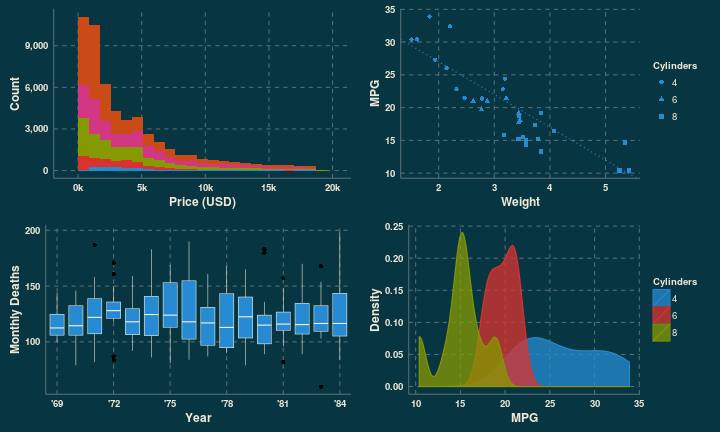 Count
9,000
6,000
3,000
0
0k
5k
10k
15k
20k
Price (USD)
MPG
35
30
25
20
15
10
2
3
4
5
Weight
Cylinders
4
6
8
Monthly Deaths
200
150
100
'69
'72
'75
'78
'81
'84
Year
Density
0.25
0.20
0.15
0.10
0.05
0.00
10
15
20
25
30
35
MPG
Cylinders
4
6
8